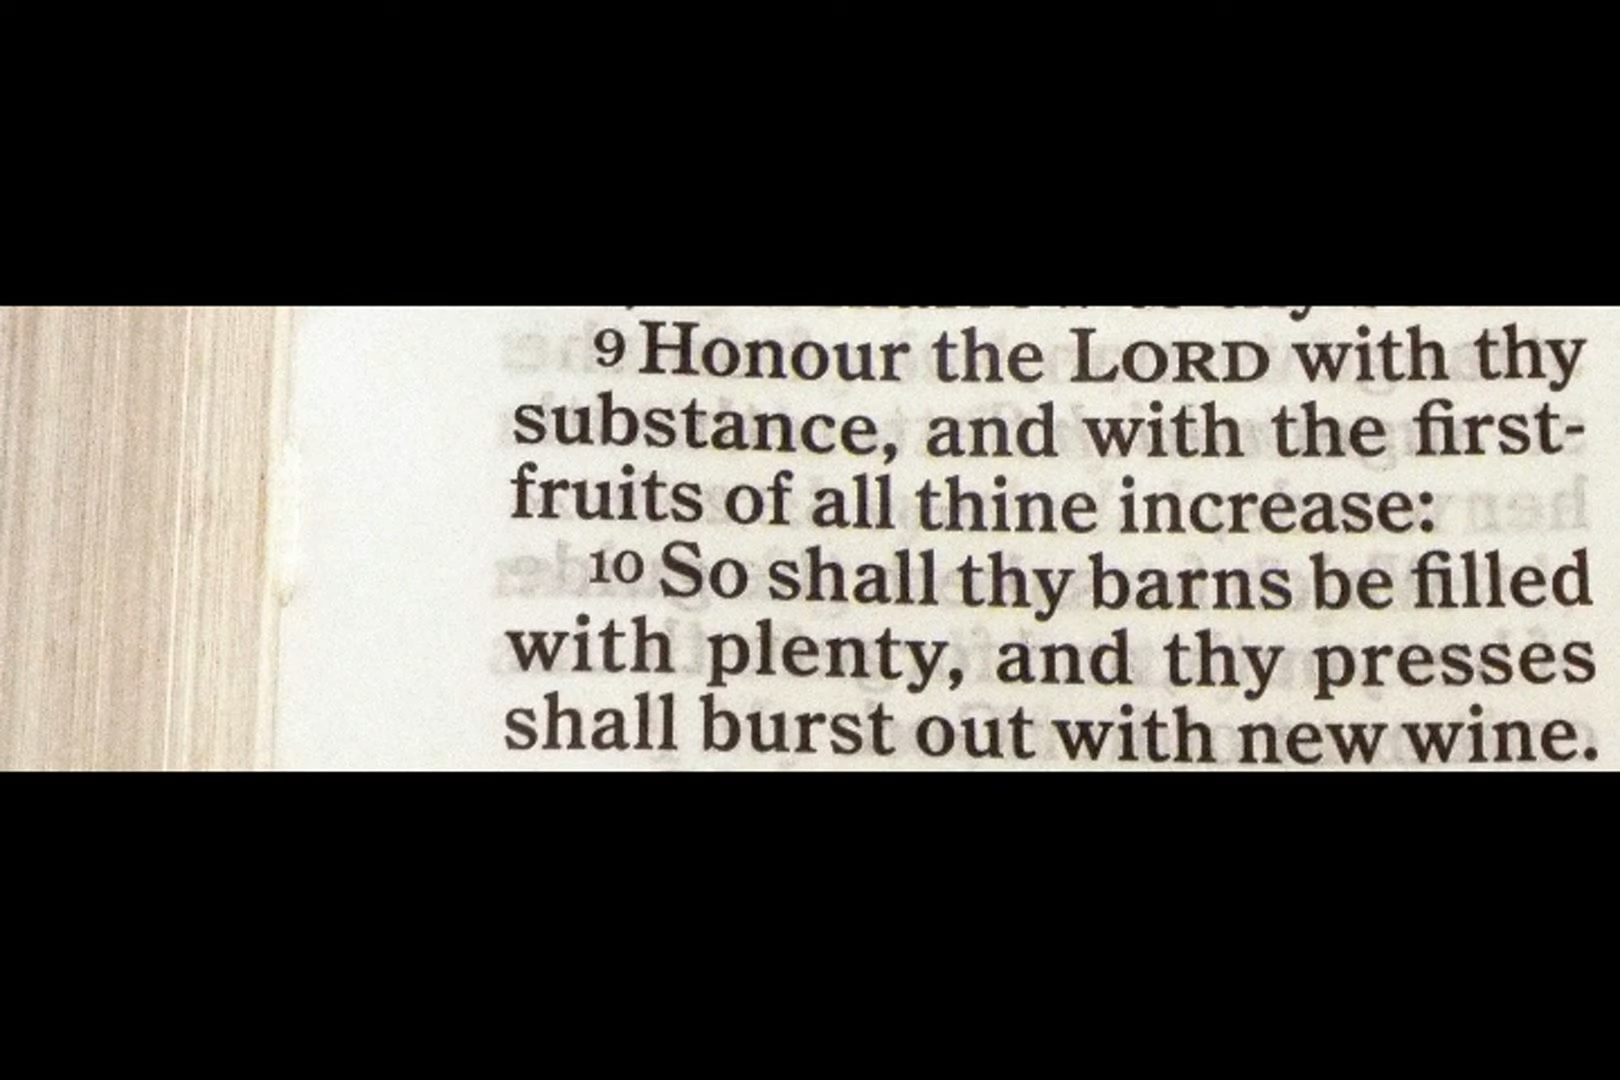 9 Honour the LORD with thy
substance, and with the first-
fruits of all thine increase:
10 So shall thy barns be filled
with plenty, and thy presses
shall burst out with new wine.